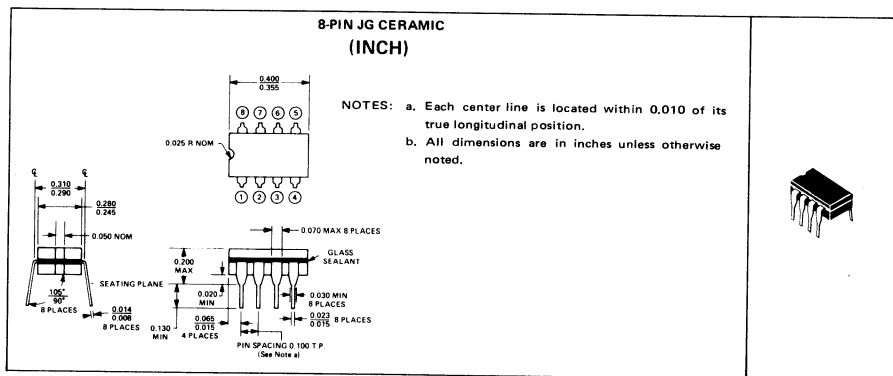 8-PIN JG CERAMIC
(INCH)
0.400
0.355
NOTES: a. Each center line is located within 0.010 of its
true longitudinal position.
b. All dimensions are in inches unless otherwise
noted.
8 7 6 5
0.025 R NOM
1 2 3 4
℄ ℄
0.310
0.290
0.280
0.245
0.050 NOM
0.070 MAX 8 PLACES
0.200
MAX
GLASS
SEALANT
SEATING PLANE
105°
90°
8 PLACES
0.014
0.008
8 PLACES
0.020
MIN
0.030 MIN
8 PLACES
0.130
MIN
0.065
0.015
4 PLACES
0.023
0.015
8 PLACES
PIN SPACING 0.100 T.P.
(See Note a)